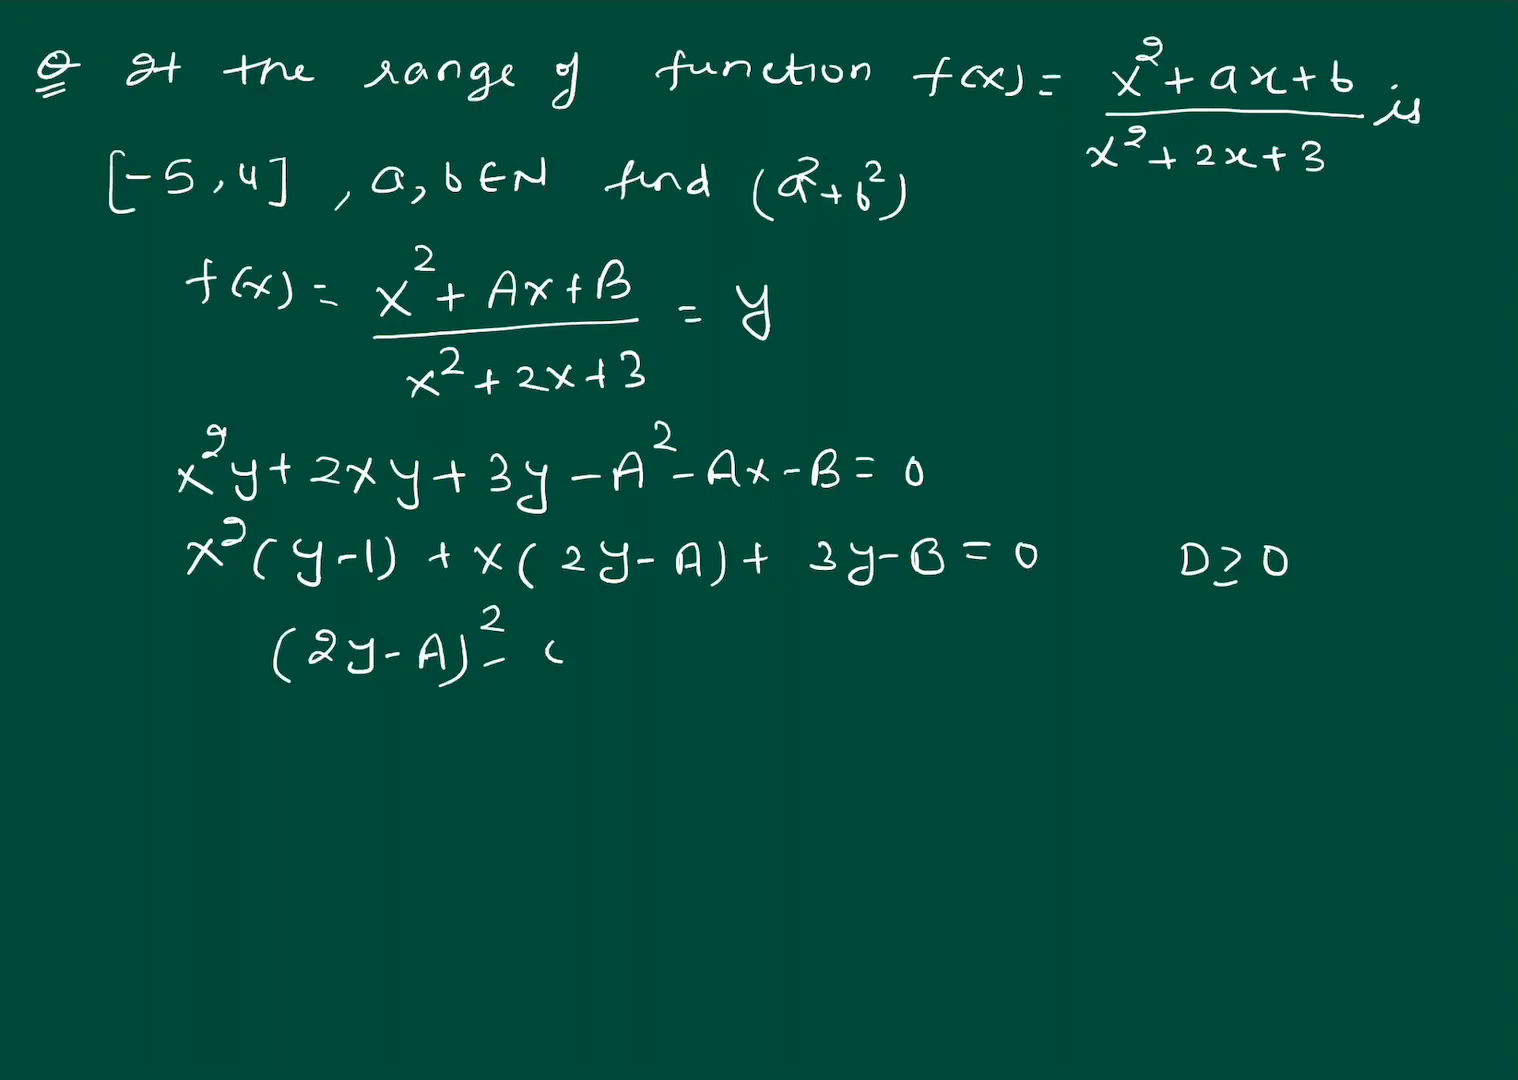 Q If the range of function f(x) = x²+ax+b / x²+2x+3 is
[-5,4], a,b∈N find (a²+b²)
f(x) = x²+Ax+B / x²+2x+3 = y
x²y+2xy+3y-A²-Ax-B=0
x²(y-1)+x(2y-A)+3y-B=0 D≥0
(2y-A)²-(